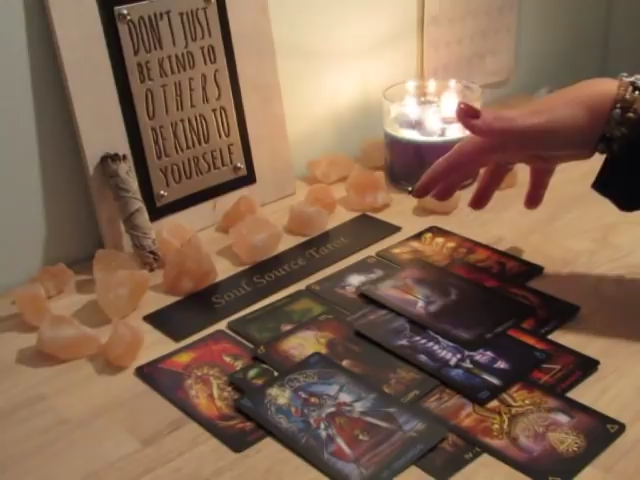 DON'T JUST
BE KIND TO
OTHERS
BE KIND TO
YOURSELF
Soul Source Tarot